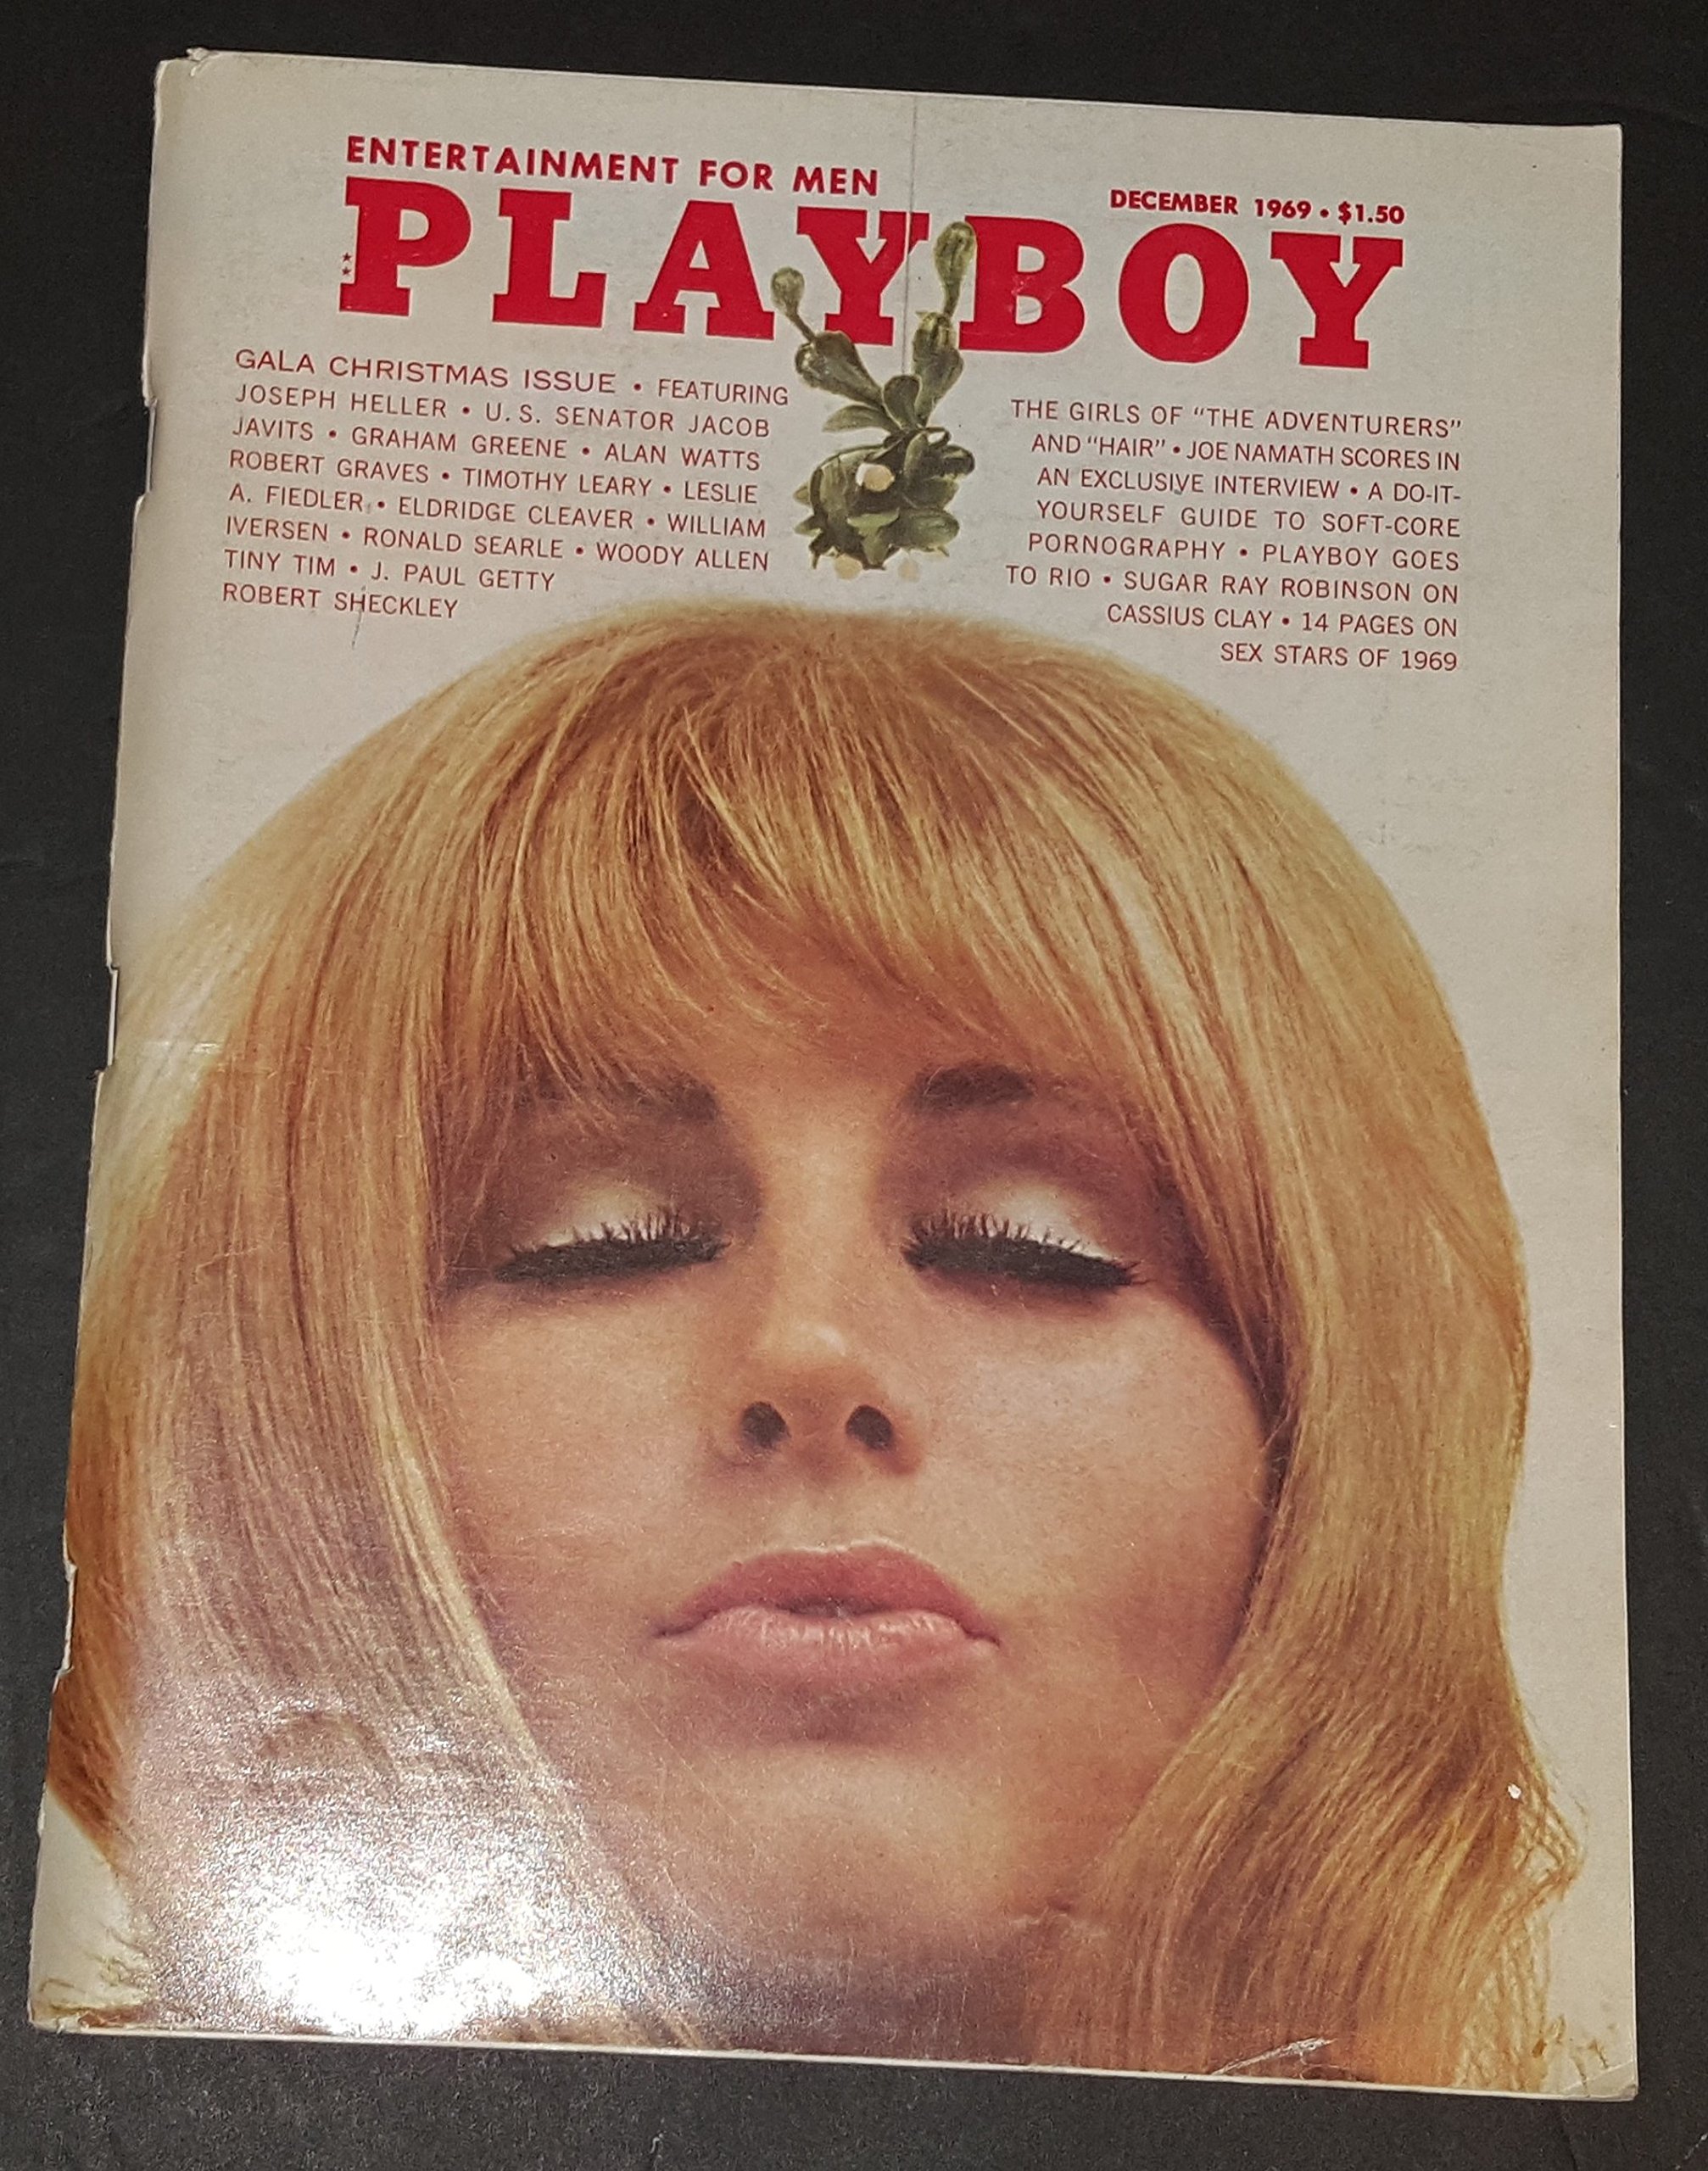 ENTERTAINMENT FOR MEN
DECEMBER 1969 • $1.50
PLAYBOY
GALA CHRISTMAS ISSUE • FEATURING
JOSEPH HELLER • U. S. SENATOR JACOB
JAVITS • GRAHAM GREENE • ALAN WATTS
ROBERT GRAVES • TIMOTHY LEARY • LESLIE
A. FIEDLER • ELDRIDGE CLEAVER • WILLIAM
IVERSEN • RONALD SEARLE • WOODY ALLEN
TINY TIM • J. PAUL GETTY
ROBERT SHECKLEY
THE GIRLS OF "THE ADVENTURERS"
AND "HAIR" • JOE NAMATH SCORES IN
AN EXCLUSIVE INTERVIEW • A DO-IT-
YOURSELF GUIDE TO SOFT-CORE
PORNOGRAPHY • PLAYBOY GOES
TO RIO • SUGAR RAY ROBINSON ON
CASSIUS CLAY • 14 PAGES ON
SEX STARS OF 1969